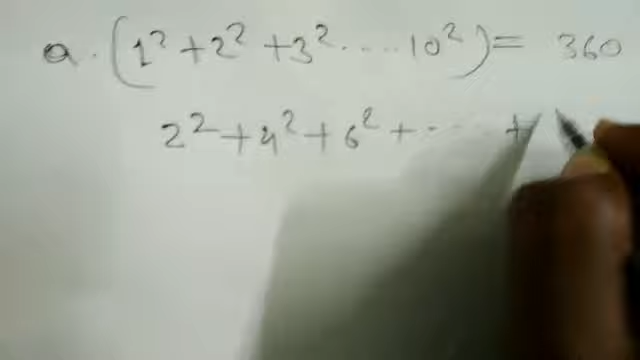 a. (1² + 2² + 3² .... 10²) = 360
2² + 4² + 6² + ... +